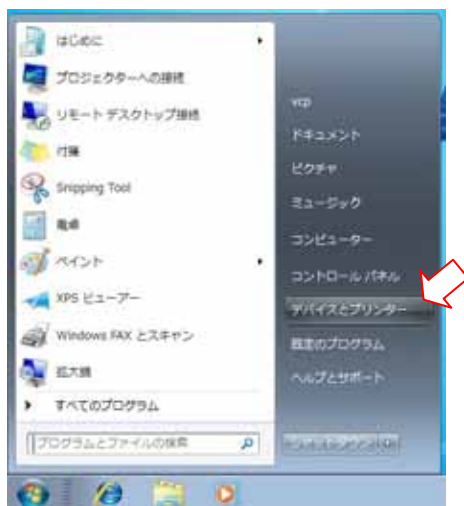 はじめに
プロジェクターへの接続
リモート デスクトップ接続
付箋
Snipping Tool
電卓
ペイント
XPS ビューアー
Windows FAX とスキャン
拡大鏡
すべてのプログラム
プログラムとファイルの検索
vcp
ドキュメント
ピクチャ
ミュージック
コンピューター
コントロール パネル
デバイスとプリンター
既定のプログラム
ヘルプとサポート